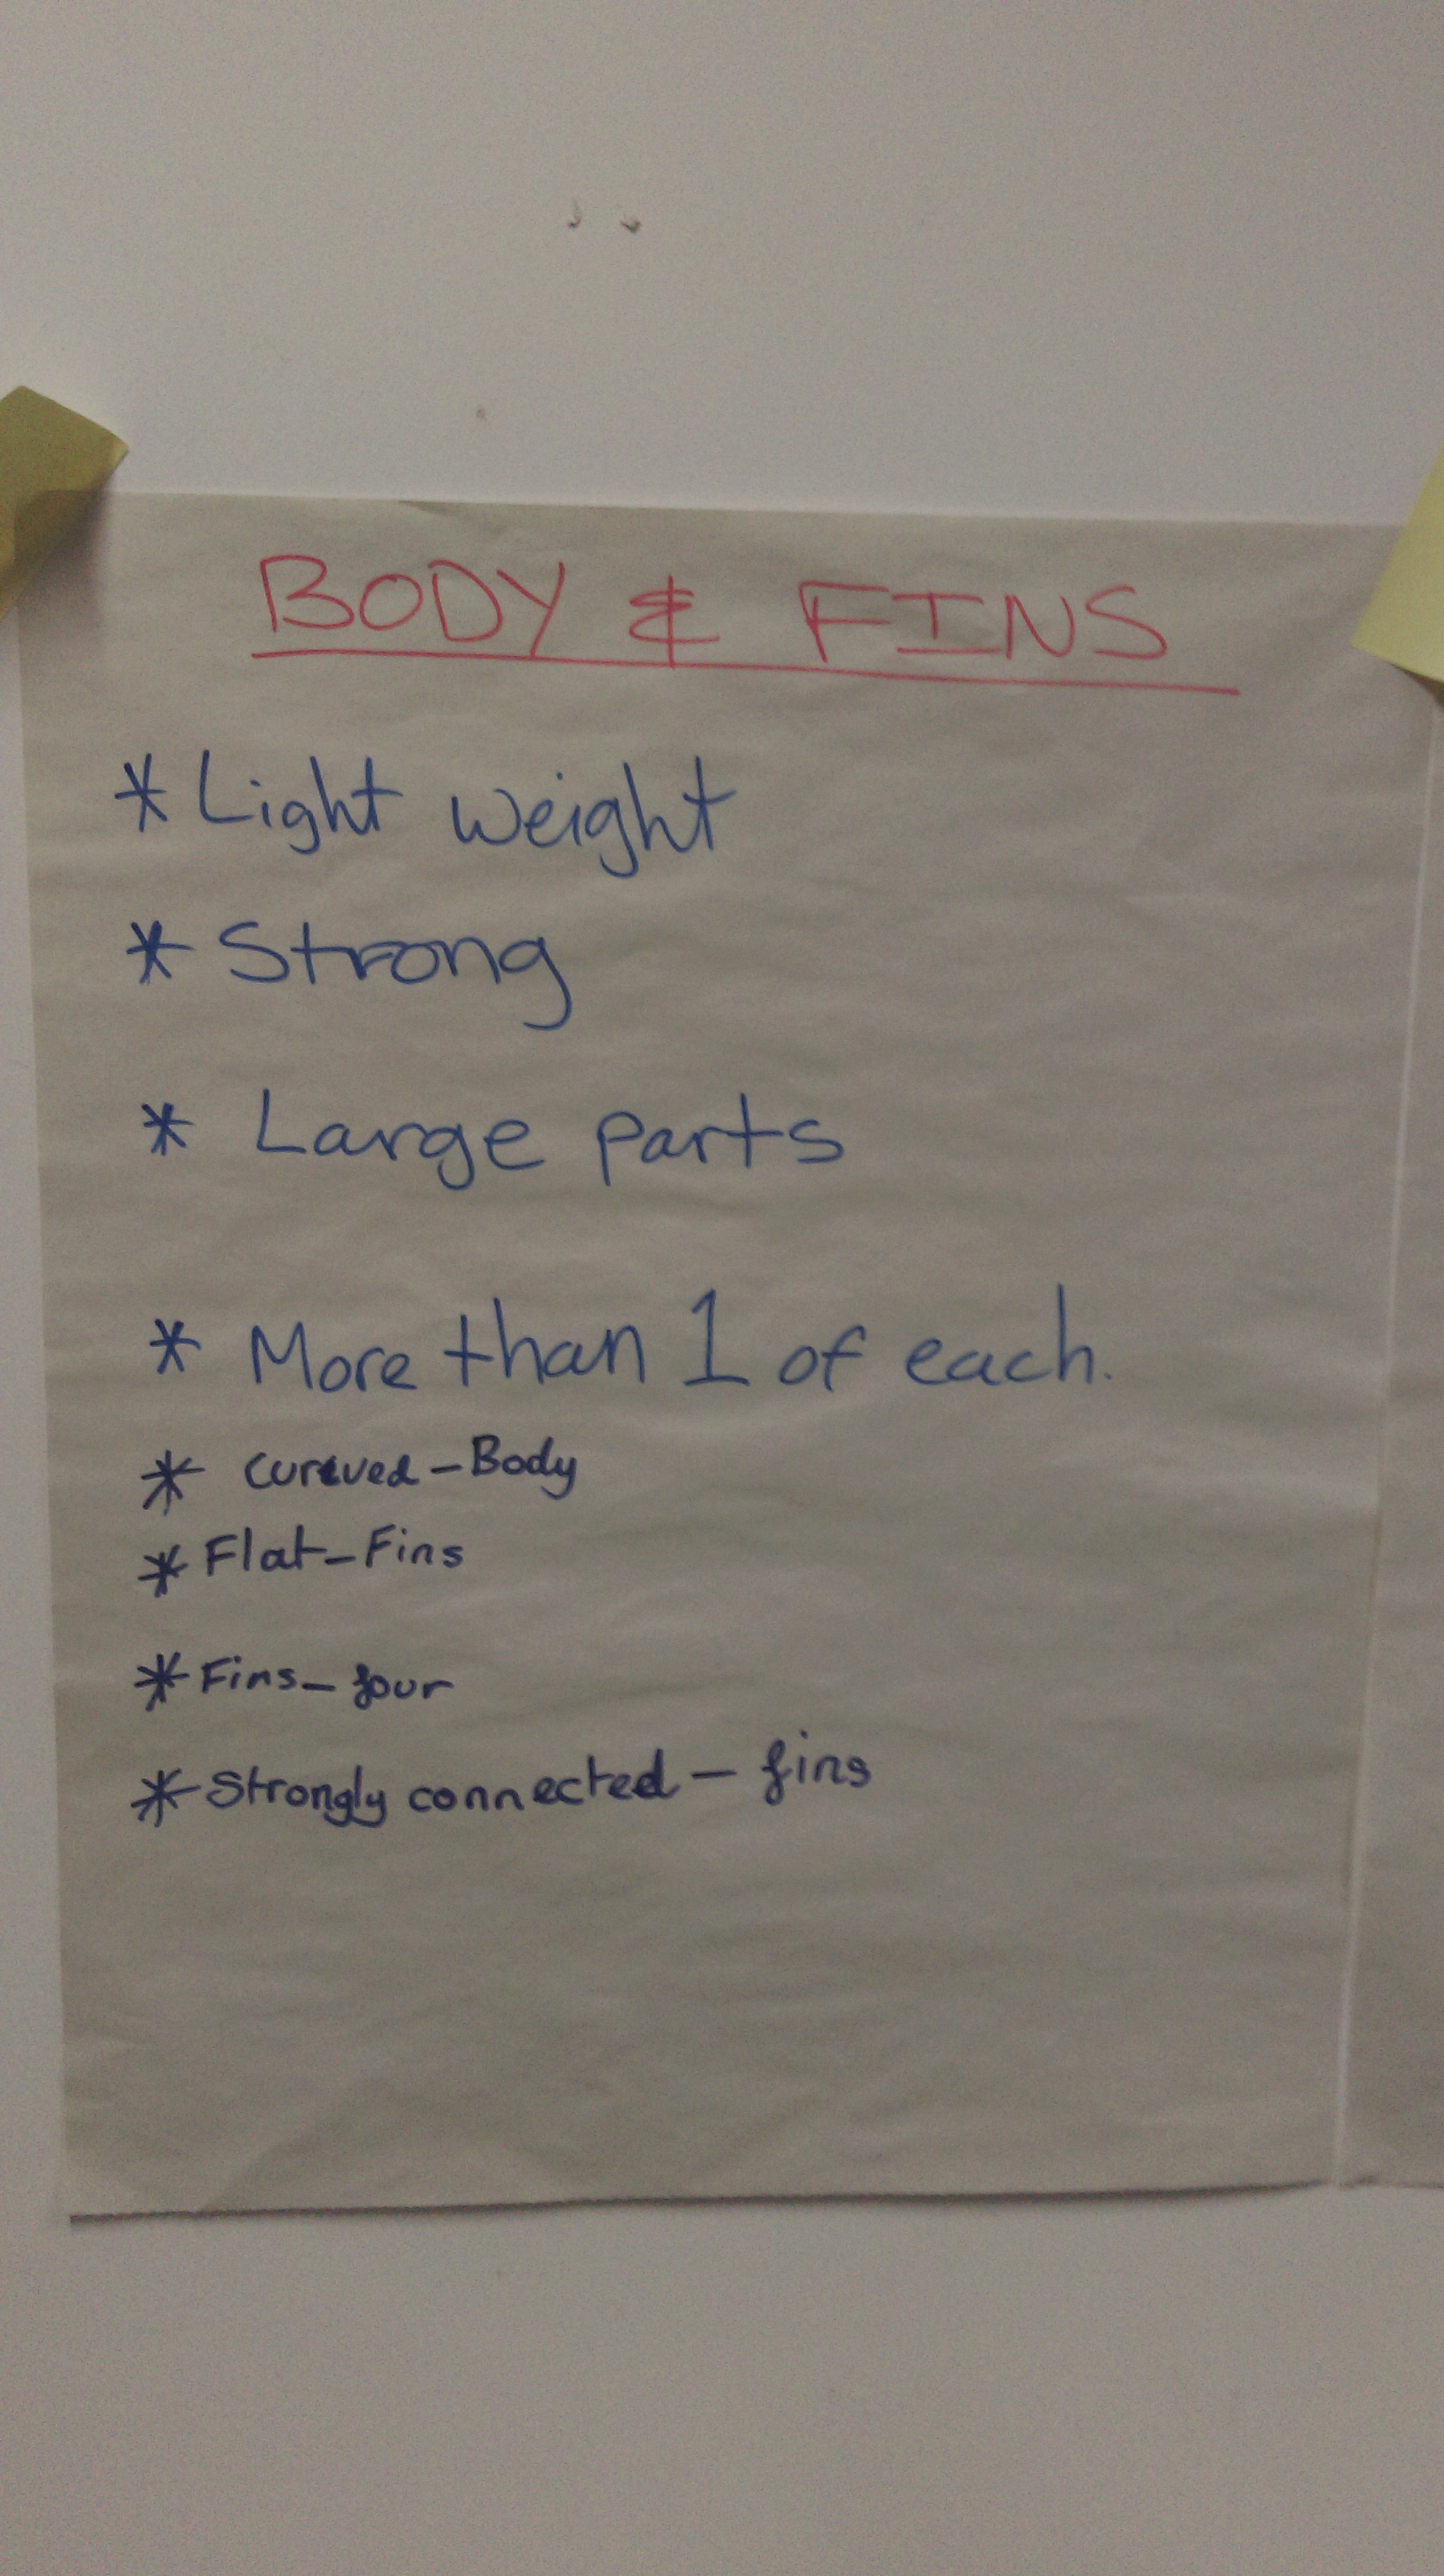 BODY & FINS
* Light weight
* Strong
* Large parts
* More than 1 of each.
* Curved - Body
* Flat - Fins
* Fins - four
* Strongly connected - fins